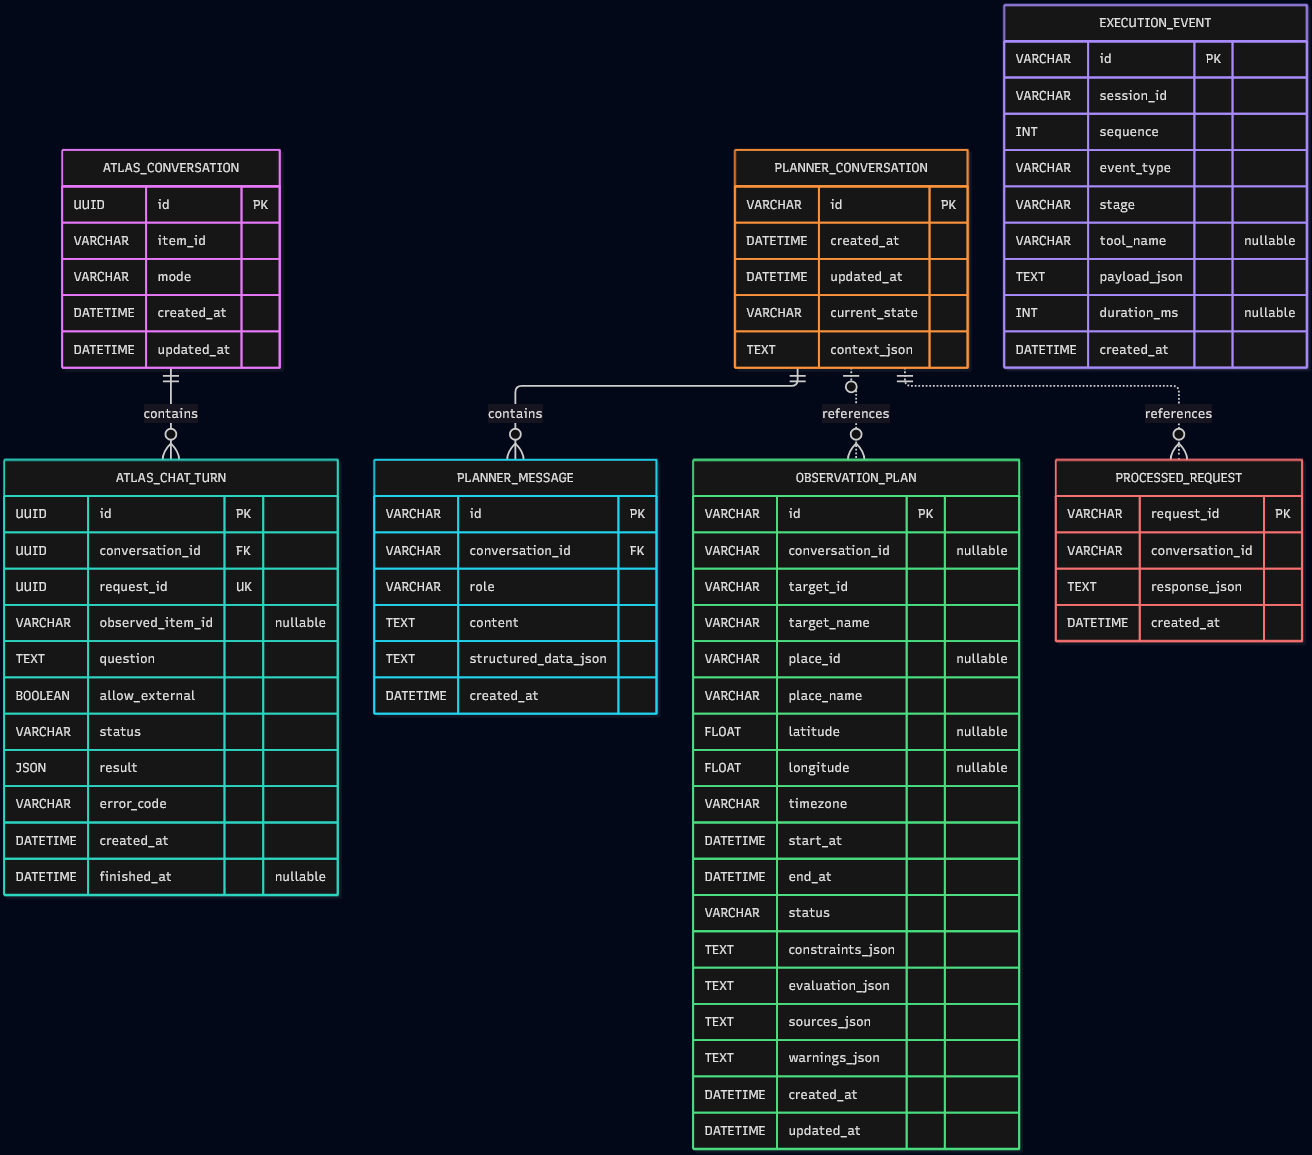 EXECUTION_EVENT
VARCHAR id PK
VARCHAR session_id
INT sequence
VARCHAR event_type
VARCHAR stage
VARCHAR tool_name nullable
TEXT payload_json
INT duration_ms nullable
DATETIME created_at
ATLAS_CONVERSATION
UUID id PK
VARCHAR item_id
VARCHAR mode
DATETIME created_at
DATETIME updated_at
PLANNER_CONVERSATION
VARCHAR id PK
DATETIME created_at
DATETIME updated_at
VARCHAR current_state
TEXT context_json
contains
contains
references
references
ATLAS_CHAT_TURN
UUID id PK
UUID conversation_id FK
UUID request_id UK
VARCHAR observed_item_id nullable
TEXT question
BOOLEAN allow_external
VARCHAR status
JSON result
VARCHAR error_code
DATETIME created_at
DATETIME finished_at nullable
PLANNER_MESSAGE
VARCHAR id PK
VARCHAR conversation_id FK
VARCHAR role
TEXT content
TEXT structured_data_json
DATETIME created_at
OBSERVATION_PLAN
VARCHAR id PK
VARCHAR conversation_id nullable
VARCHAR target_id
VARCHAR target_name
VARCHAR place_id nullable
VARCHAR place_name
FLOAT latitude nullable
FLOAT longitude nullable
VARCHAR timezone
DATETIME start_at
DATETIME end_at
VARCHAR status
TEXT constraints_json
TEXT evaluation_json
TEXT sources_json
TEXT warnings_json
DATETIME created_at
DATETIME updated_at
PROCESSED_REQUEST
VARCHAR request_id PK
VARCHAR conversation_id
TEXT response_json
DATETIME created_at